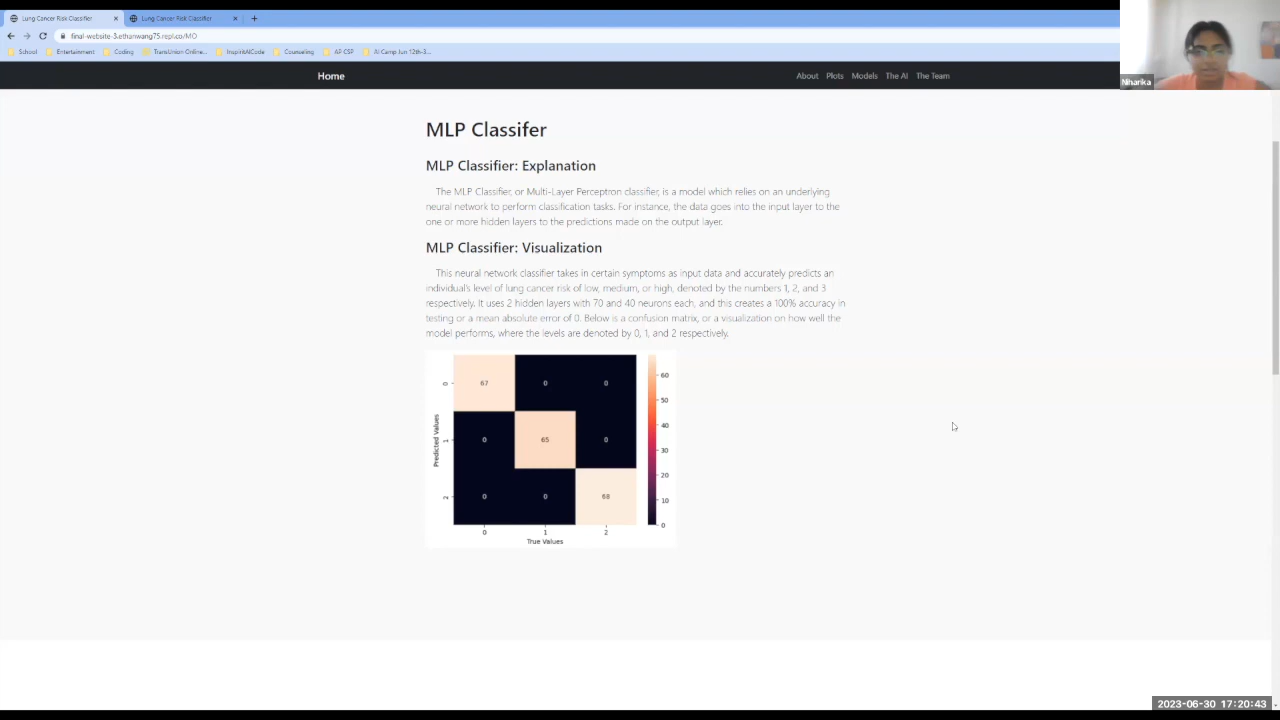 Lung Cancer Risk Classifier
Lung Cancer Risk Classifier
final-website-3.ethanwang75.repl.co/MO
School Entertainment Coding TransUnion Online... InspiritAICode Counseling AP CSP AI Camp Jun 12th-3...
Niharika
Home About Plots Models The AI The Team
MLP Classifer
MLP Classifier: Explanation
The MLP Classifier, or Multi-Layer Perceptron classifier, is a model which relies on an underlying
neural network to perform classification tasks. For instance, the data goes into the input layer to the
one or more hidden layers to the predictions made on the output layer.
MLP Classifier: Visualization
This neural network classifier takes in certain symptoms as input data and accurately predicts an
individual's level of lung cancer risk of low, medium, or high, denoted by the numbers 1, 2, and 3
respectively. It uses 2 hidden layers with 70 and 40 neurons each, and this creates a 100% accuracy in
testing or a mean absolute error of 0. Below is a confusion matrix, or a visualization on how well the
model performs, where the levels are denoted by 0, 1, and 2 respectively.
Predicted Values
0 67 0 0
1 0 65 0
2 0 0 68
0 1 2
True Values
60
50
40
30
20
10
0
2023-06-30 17:20:43